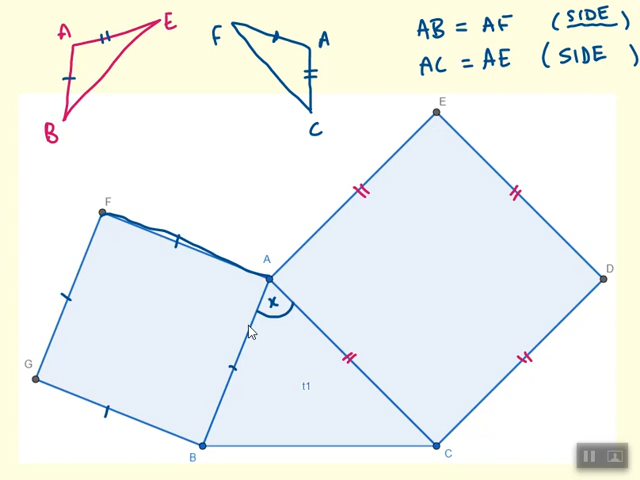 A E
B
F A
C
AB = AF (SIDE)
AC = AE (SIDE
E
F
A
x
D
G
t1
B
C